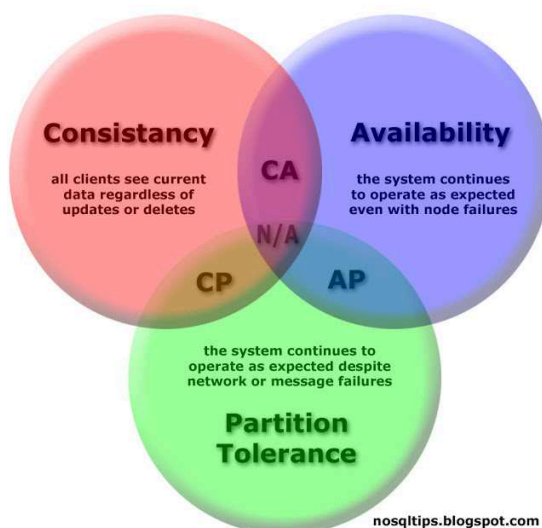 Consistancy
all clients see current
data regardless of
updates or deletes
Availability
the system continues
to operate as expected
even with node failures
CA
N/A
CP
AP
the system continues to
operate as expected despite
network or message failures
Partition
Tolerance
nosqltips.blogspot.com